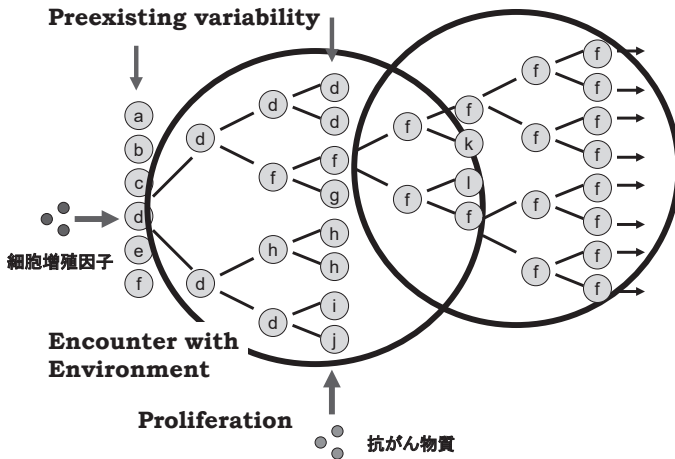 Preexisting variability
a
b
c
d
e
f
細胞増殖因子
d
d
d
f
h
d
d
d
f
g
h
h
i
j
f
f
f
k
l
f
f
f
f
f
f
f
f
f
f
f
f
f
Encounter with
Environment
Proliferation
抗がん物質